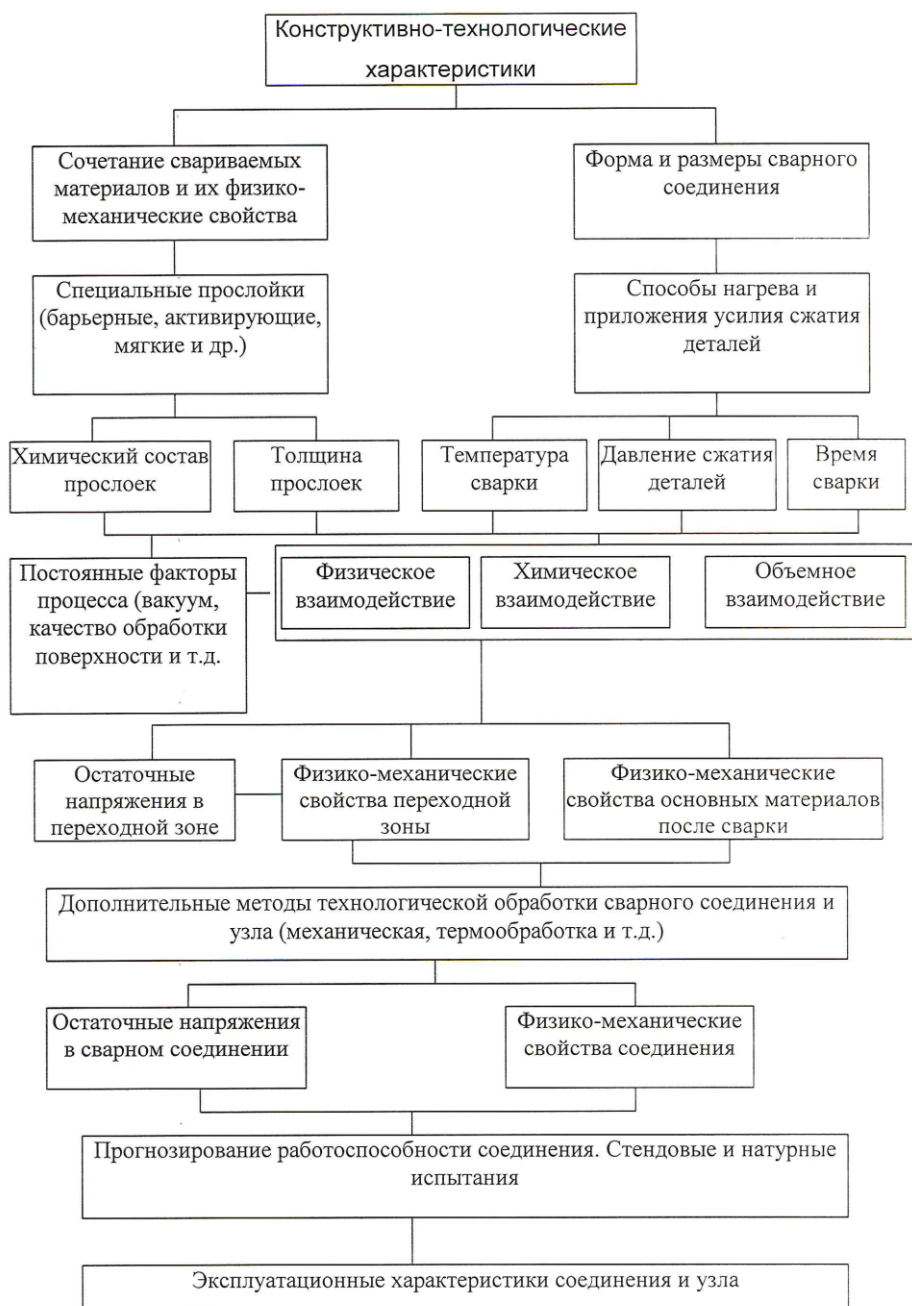 Конструктивно-технологические
характеристики
Сочетание свариваемых
материалов и их физико-
механические свойства
Форма и размеры сварного
соединения
Специальные прослойки
(барьерные, активирующие,
мягкие и др.)
Способы нагрева и
приложения усилия сжатия
деталей
Химический состав
прослоек
Толщина
прослоек
Температура
сварки
Давление сжатия
деталей
Время
сварки
Постоянные факторы
процесса (вакуум,
качество обработки
поверхности и т.д.
Физическое
взаимодействие
Химическое
взаимодействие
Объемное
взаимодействие
Остаточные
напряжения в
переходной зоне
Физико-механические
свойства переходной
зоны
Физико-механические
свойства основных материалов
после сварки
Дополнительные методы технологической обработки сварного соединения и
узла (механическая, термообработка и т.д.)
Остаточные напряжения
в сварном соединении
Физико-механические
свойства соединения
Прогнозирование работоспособности соединения. Стендовые и натурные
испытания
Эксплуатационные характеристики соединения и узла